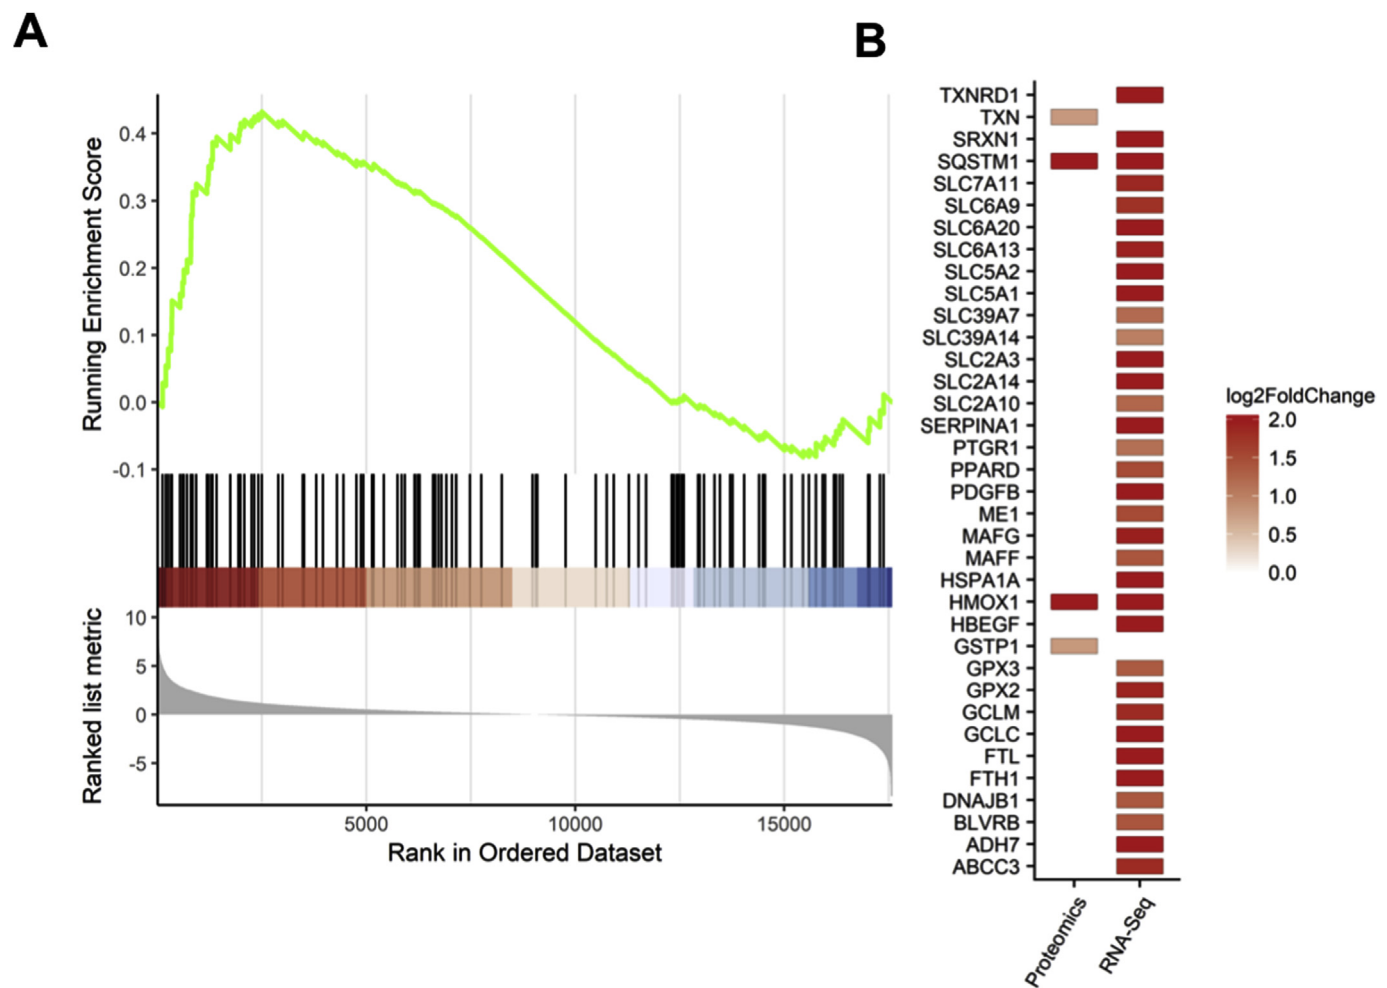 A
B
Running Enrichment Score
0.4
0.3
0.2
0.1
0.0
-0.1
Ranked list metric
10
5
0
-5
5000
10000
15000
Rank in Ordered Dataset
TXNRD1
TXN
SRXN1
SQSTM1
SLC7A11
SLC6A9
SLC6A20
SLC6A13
SLC5A2
SLC5A1
SLC39A7
SLC39A14
SLC2A3
SLC2A14
SLC2A10
SERPINA1
PTGR1
PPARD
PDGFB
ME1
MAFG
MAFF
HSPA1A
HMOX1
HBEGF
GSTP1
GPX3
GPX2
GCLM
GCLC
FTL
FTH1
DNAJB1
BLVRB
ADH7
ABCC3
Proteomics
RNA-Seq
log2FoldChange
2.0
1.5
1.0
0.5
0.0